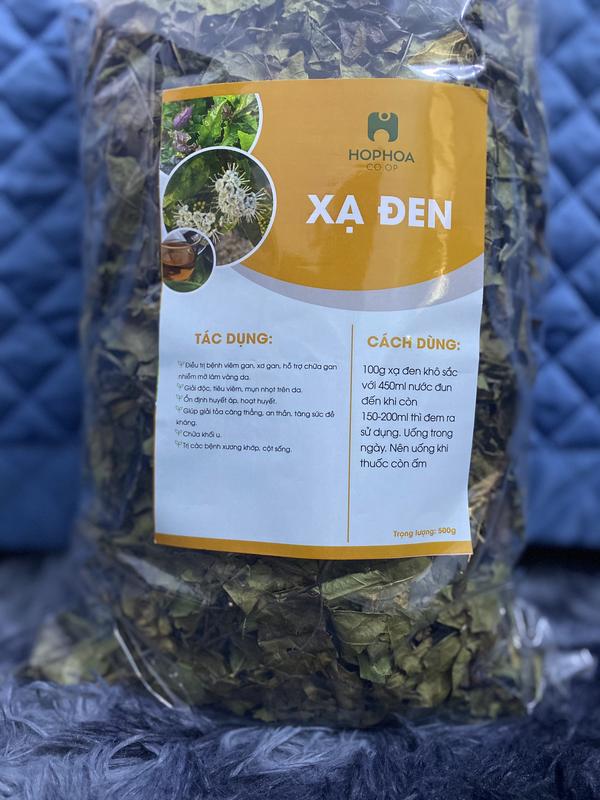 HOPHOA
CO.OP
XẠ ĐEN
TÁC DỤNG:
Điều trị bệnh viêm gan, xơ gan, hỗ trợ chữa gan
nhiễm mỡ làm vàng da.
Giải độc, tiêu viêm, mụn nhọt trên da.
Ổn định huyết áp, hoạt huyết.
Giúp giải tỏa căng thẳng, an thần, tăng sức đề
kháng.
Chữa khối u.
Trị các bệnh xương khớp, cột sống.
CÁCH DÙNG:
100g xạ đen khô sắc
với 450ml nước đun
đến khi còn
150-200ml thì đem ra
sử dụng. Uống trong
ngày. Nên uống khi
thuốc còn ấm
Trọng lượng: 500g